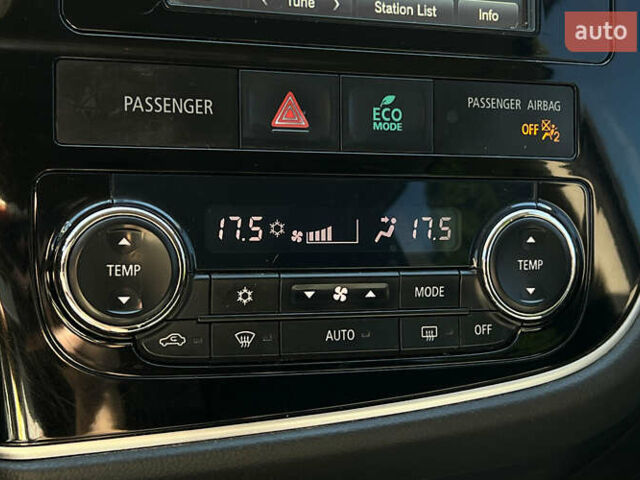 Tune
Station List
Info
auto
PASSENGER
ECO
MODE
PASSENGER AIRBAG
OFF 2
17.5
17.5
TEMP
TEMP
MODE
AUTO
OFF